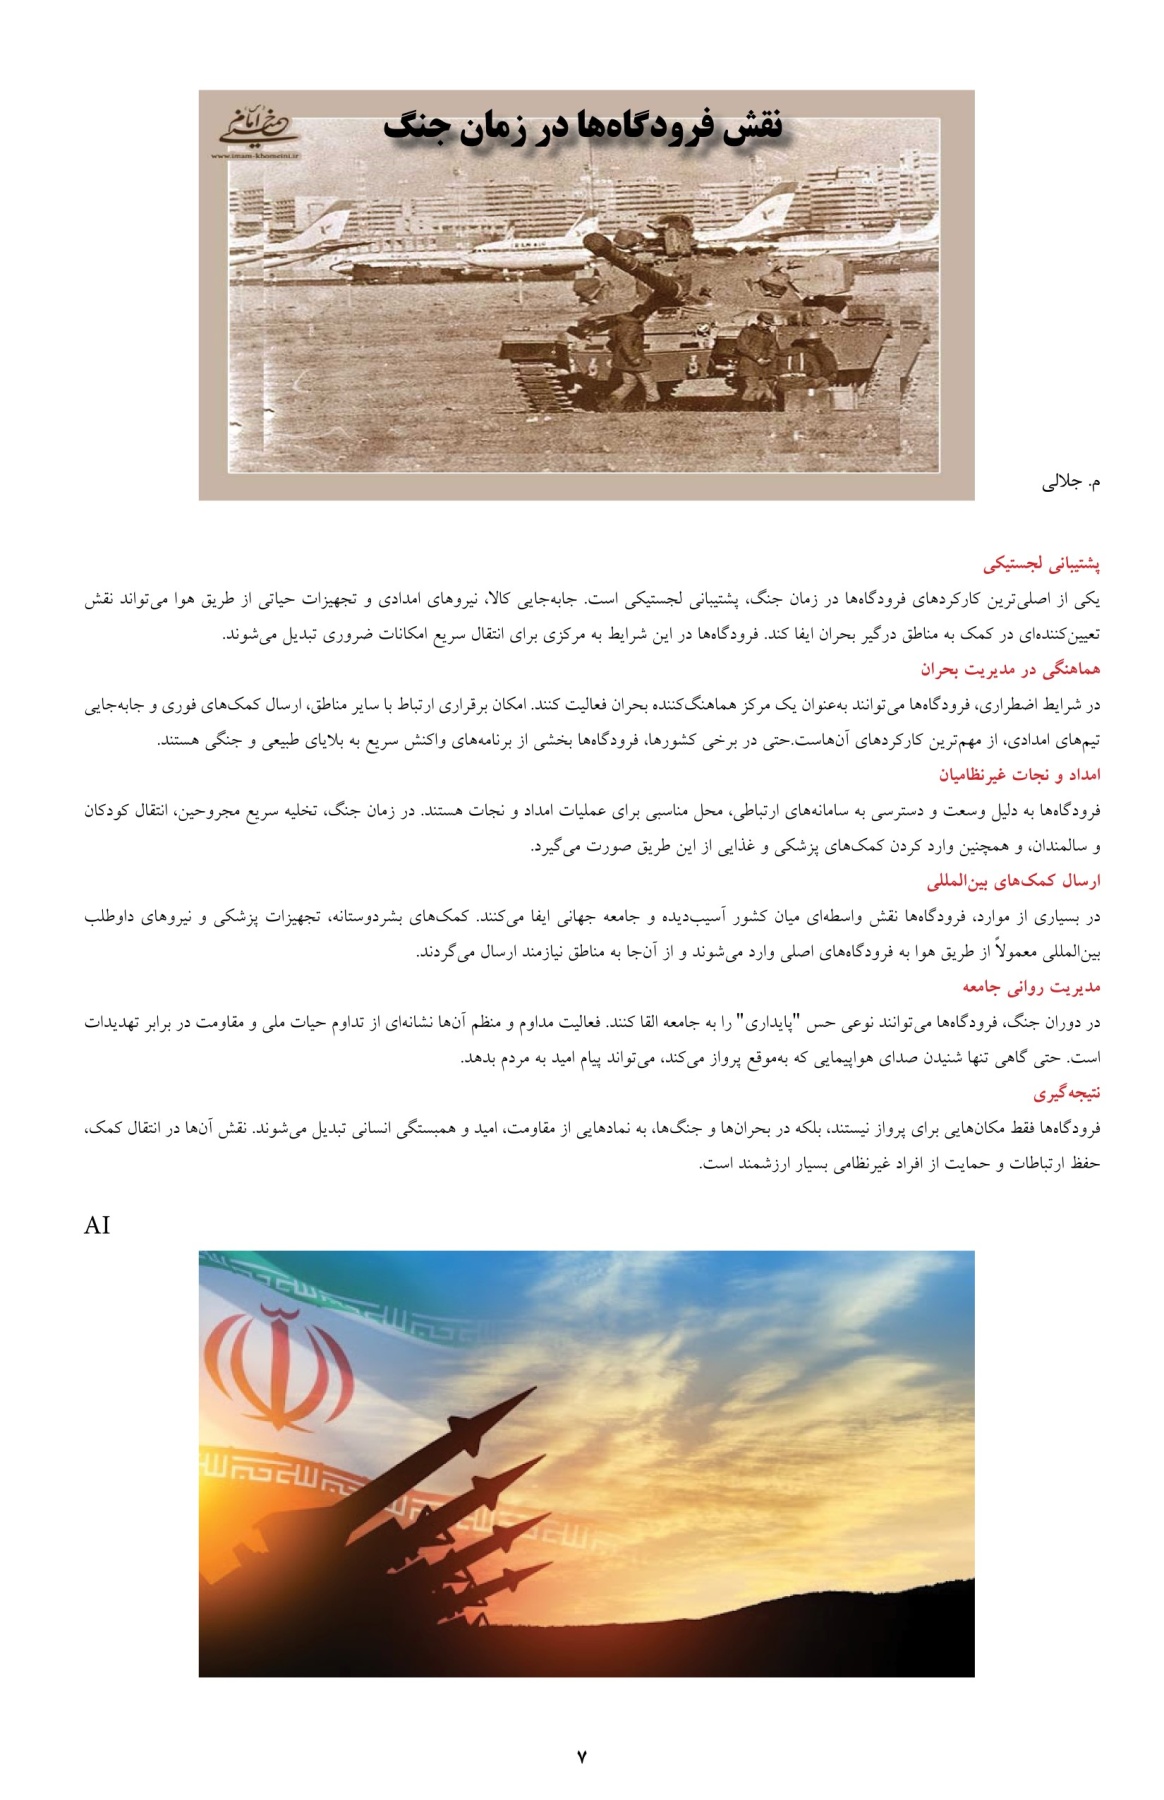 نقش فرودگاه‌ها در زمان جنگ
امام خمینی
www.imam-khomeini.ir
م. جلالی
پشتیبانی لجستیکی
یکی از اصلی‌ترین کارکردهای فرودگاه‌ها در زمان جنگ، پشتیبانی لجستیکی است. جابه‌جایی کالا، نیروهای امدادی و تجهیزات حیاتی از طریق هوا می‌تواند نقش
تعیین‌کننده‌ای در کمک به مناطق درگیر بحران ایفا کند. فرودگاه‌ها در این شرایط به مرکزی برای انتقال سریع امکانات ضروری تبدیل می‌شوند.
هماهنگی در مدیریت بحران
در شرایط اضطراری، فرودگاه‌ها می‌توانند به‌عنوان یک مرکز هماهنگ‌کننده بحران فعالیت کنند. امکان برقراری ارتباط با سایر مناطق، ارسال کمک‌های فوری و جابه‌جایی
تیم‌های امدادی، از مهم‌ترین کارکردهای آن‌هاست.حتی در برخی کشورها، فرودگاه‌ها بخشی از برنامه‌های واکنش سریع به بلایای طبیعی و جنگی هستند.
امداد و نجات غیرنظامیان
فرودگاه‌ها به دلیل وسعت و دسترسی به سامانه‌های ارتباطی، محل مناسبی برای عملیات امداد و نجات هستند. در زمان جنگ، تخلیه سریع مجروحین، انتقال کودکان
و سالمندان، و همچنین وارد کردن کمک‌های پزشکی و غذایی از این طریق صورت می‌گیرد.
ارسال کمک‌های بین‌المللی
در بسیاری از موارد، فرودگاه‌ها نقش واسطه‌ای میان کشور آسیب‌دیده و جامعه جهانی ایفا می‌کنند. کمک‌های بشردوستانه، تجهیزات پزشکی و نیروهای داوطلب
بین‌المللی معمولاً از طریق هوا به فرودگاه‌های اصلی وارد می‌شوند و از آن‌جا به مناطق نیازمند ارسال می‌گردند.
مدیریت روانی جامعه
در دوران جنگ، فرودگاه‌ها می‌توانند نوعی حس "پایداری" را به جامعه القا کنند. فعالیت مداوم و منظم آن‌ها نشانه‌ای از تداوم حیات ملی و مقاومت در برابر تهدیدات
است. حتی گاهی تنها شنیدن صدای هواپیمایی که به‌موقع پرواز می‌کند، می‌تواند پیام امید به مردم بدهد.
نتیجه‌گیری
فرودگاه‌ها فقط مکان‌هایی برای پرواز نیستند، بلکه در بحران‌ها و جنگ‌ها، به نمادهایی از مقاومت، امید و همبستگی انسانی تبدیل می‌شوند. نقش آن‌ها در انتقال کمک،
حفظ ارتباطات و حمایت از افراد غیرنظامی بسیار ارزشمند است.
AI
۷